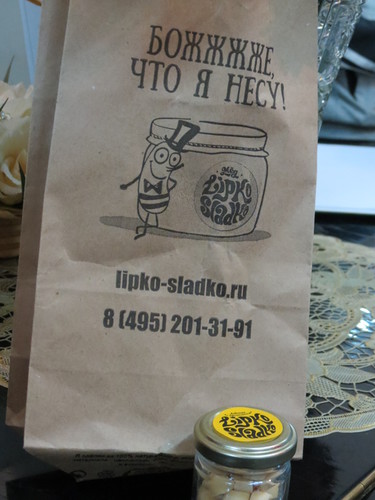 БОЖЖЖЖЕ,
ЧТО Я НЕСУ!
Lipko
sladko
lipko-sladko.ru
8 (495) 201-31-91
Lipko
sladko